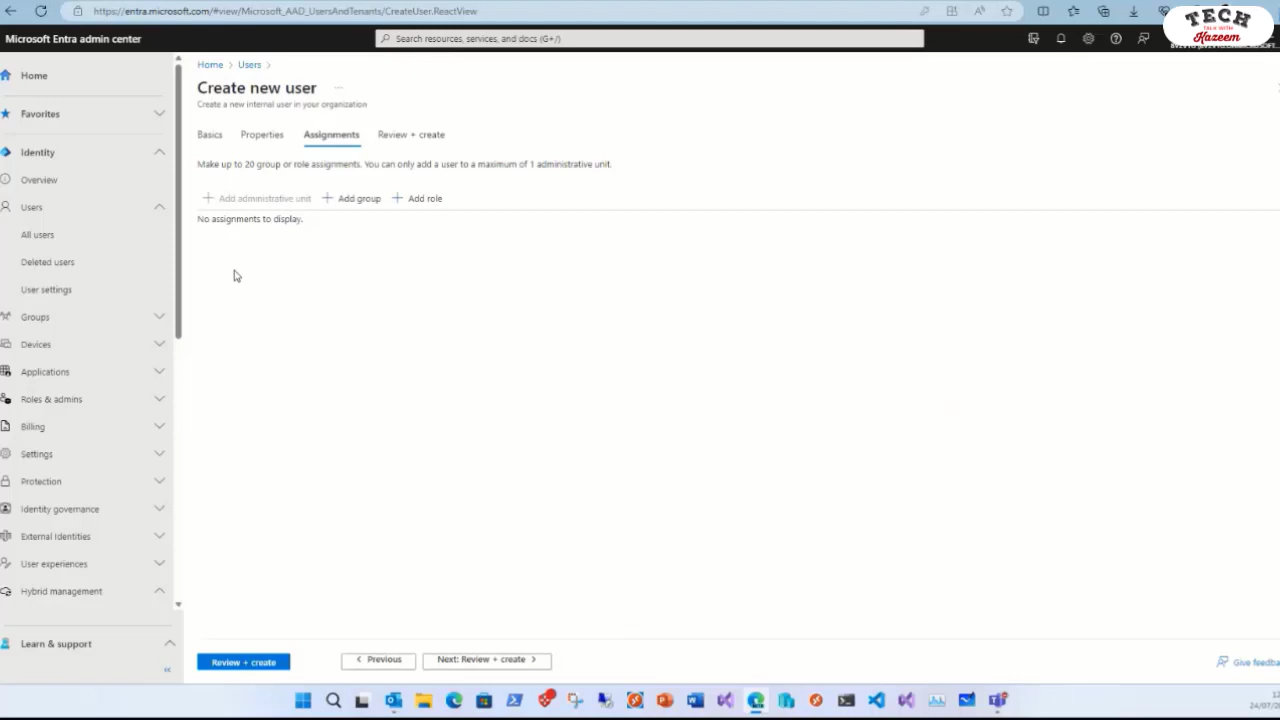 https://entra.microsoft.com/#view/Microsoft_AAD_UsersAndTenants/CreateUser.ReactView
TECH
TALK WITH
Kazeem
Microsoft Entra admin center
Search resources, services, and docs (G+/)
Home
Favorites
Identity
Overview
Users
All users
Deleted users
User settings
Groups
Devices
Applications
Roles & admins
Billing
Settings
Protection
Identity governance
External Identities
User experiences
Hybrid management
Learn & support
Home > Users >
Create new user ...
Create a new internal user in your organization
Basics Properties Assignments Review + create
Make up to 20 group or role assignments. You can only add a user to a maximum of 1 administrative unit.
+ Add administrative unit + Add group + Add role
No assignments to display.
Review + create < Previous Next: Review + create >
Give feedba